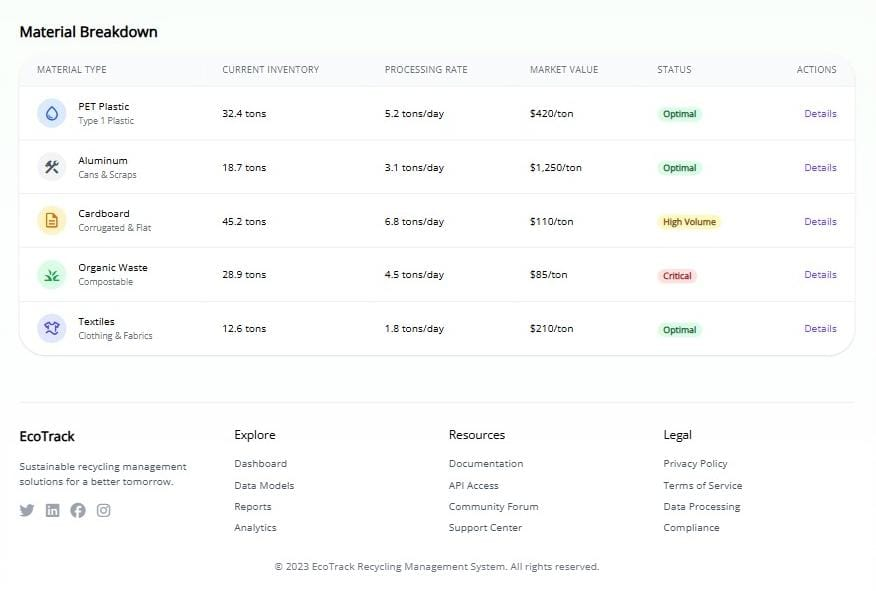 Material Breakdown
MATERIAL TYPE CURRENT INVENTORY PROCESSING RATE MARKET VALUE STATUS ACTIONS
PET Plastic
Type 1 Plastic
32.4 tons 5.2 tons/day $420/ton Optimal Details
Aluminum
Cans & Scraps
18.7 tons 3.1 tons/day $1,250/ton Optimal Details
Cardboard
Corrugated & Flat
45.2 tons 6.8 tons/day $110/ton High Volume Details
Organic Waste
Compostable
28.9 tons 4.5 tons/day $85/ton Critical Details
Textiles
Clothing & Fabrics
12.6 tons 1.8 tons/day $210/ton Optimal Details
EcoTrack
Sustainable recycling management
solutions for a better tomorrow.
Explore
Dashboard
Data Models
Reports
Analytics
Resources
Documentation
API Access
Community Forum
Support Center
Legal
Privacy Policy
Terms of Service
Data Processing
Compliance
© 2023 EcoTrack Recycling Management System. All rights reserved.